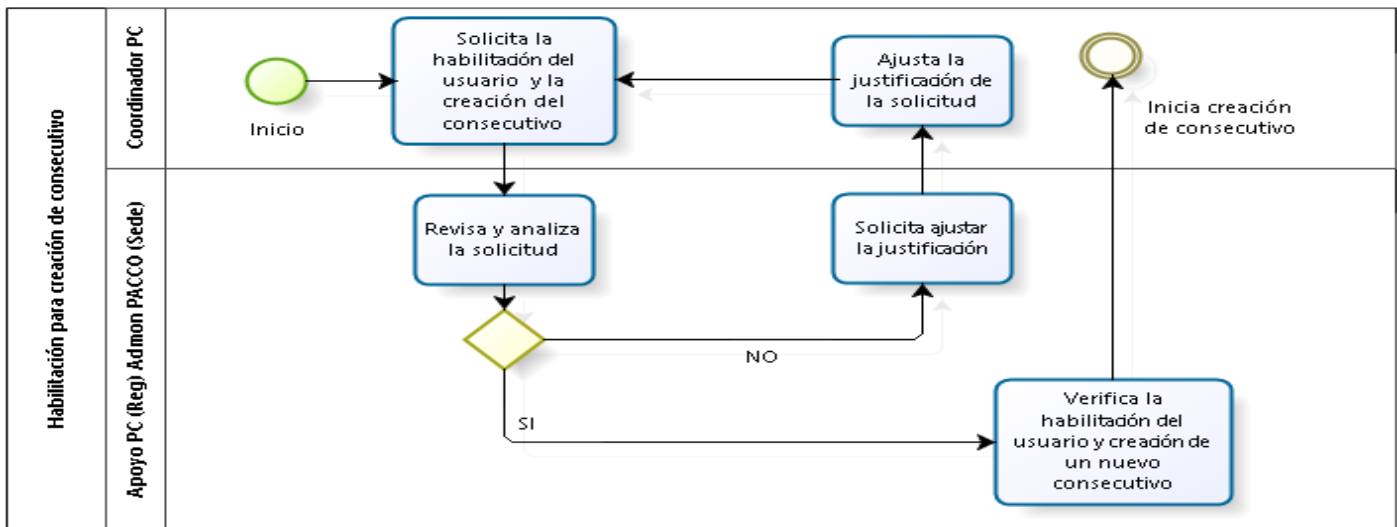 Habilitación para creación de consecutivo
Coordinador PC
Inicio
Solicita la
habilitación del
usuario y la
creación del
consecutivo
Ajusta la
justificación de
la solicitud
Inicia creación
de consecutivo
Apoyo PC (Reg) Admon PACCO (Sede)
Revisa y analiza
la solicitud
Solicita ajustar
la justificación
NO
SI
Verifica la
habilitación del
usuario y creación de
un nuevo
consecutivo